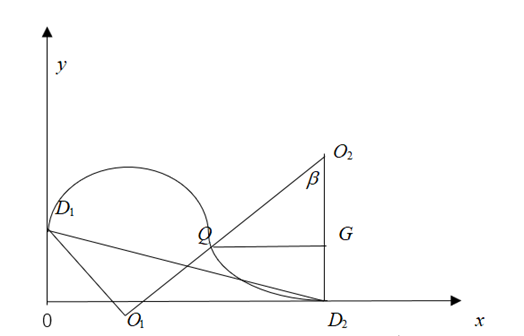 y
O₂
β
D₁
Q
G
0
O₁
D₂
x